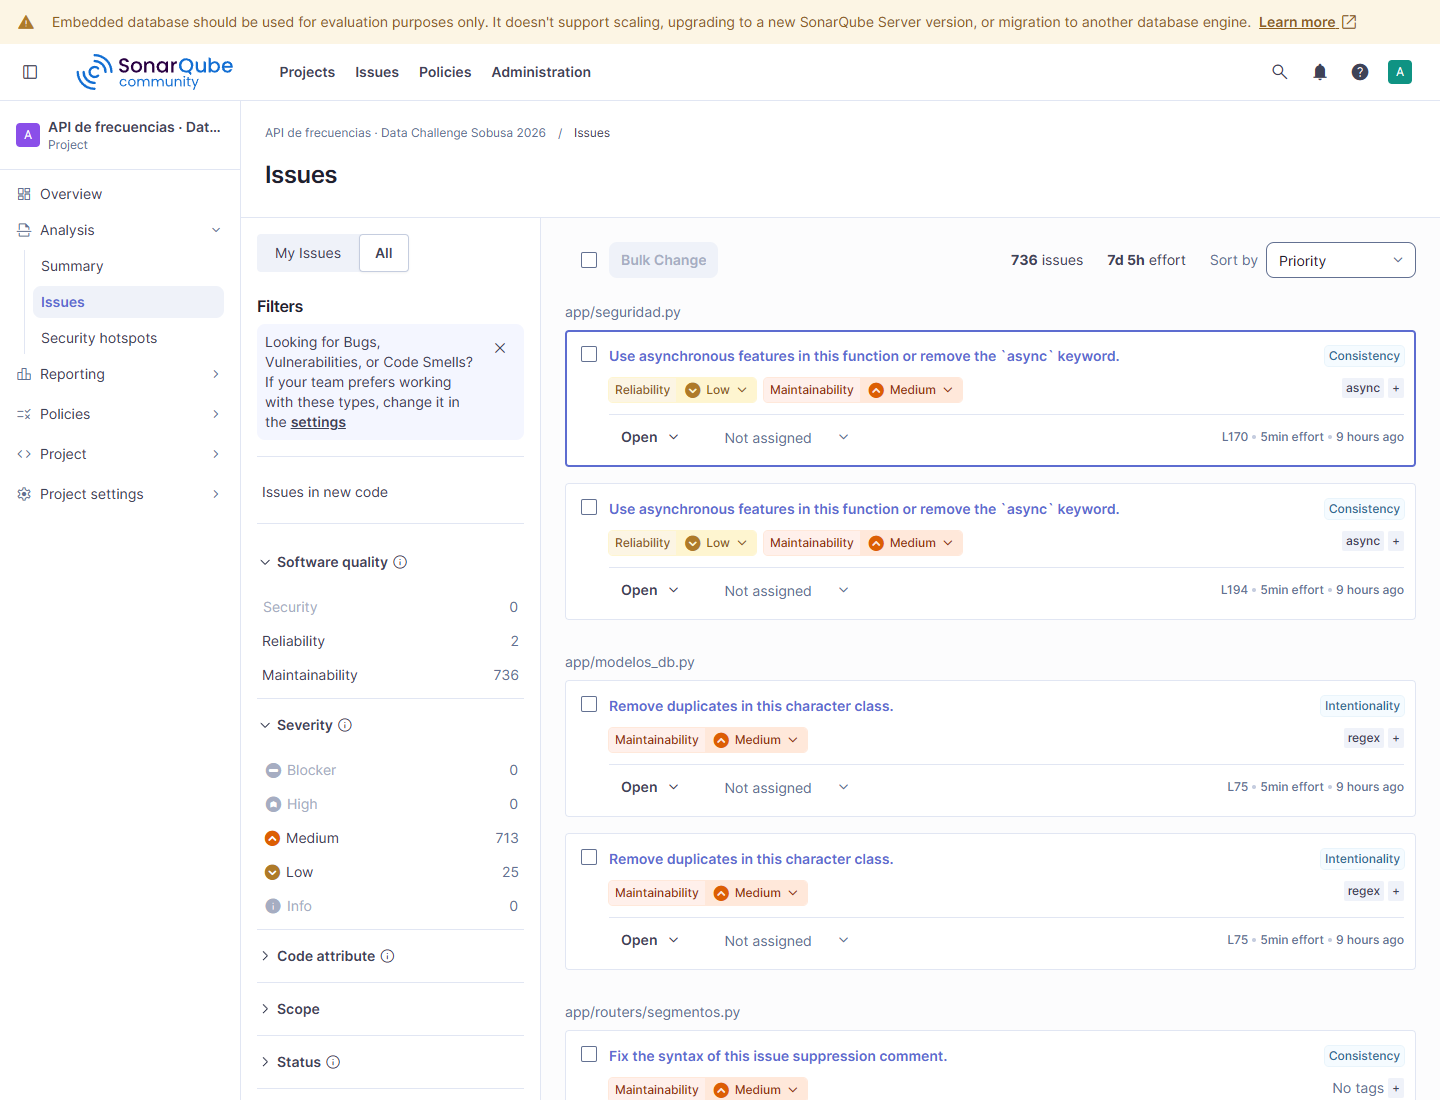 Embedded database should be used for evaluation purposes only. It doesn't support scaling, upgrading to a new SonarQube Server version, or migration to another database engine. Learn more
SonarQube community
Projects Issues Policies Administration
? A
A API de frecuencias · Dat...
Project
Overview
Analysis
Summary
Issues
Security hotspots
Reporting
Policies
Project
Project settings
API de frecuencias · Data Challenge Sobusa 2026 / Issues
Issues
My Issues All
Filters
Looking for Bugs,
Vulnerabilities, or Code Smells?
If your team prefers working
with these types, change it in
the settings
Issues in new code
Software quality
Security 0
Reliability 2
Maintainability 736
Severity
Blocker 0
High 0
Medium 713
Low 25
Info 0
Code attribute
Scope
Status
Bulk Change 736 issues 7d 5h effort Sort by Priority
app/seguridad.py
Use asynchronous features in this function or remove the `async` keyword. Consistency
Reliability Low Maintainability Medium async +
Open Not assigned L170 • 5min effort • 9 hours ago
Use asynchronous features in this function or remove the `async` keyword. Consistency
Reliability Low Maintainability Medium async +
Open Not assigned L194 • 5min effort • 9 hours ago
app/modelos_db.py
Remove duplicates in this character class. Intentionality
Maintainability Medium regex +
Open Not assigned L75 • 5min effort • 9 hours ago
Remove duplicates in this character class. Intentionality
Maintainability Medium regex +
Open Not assigned L75 • 5min effort • 9 hours ago
app/routers/segmentos.py
Fix the syntax of this issue suppression comment. Consistency
Maintainability Medium No tags +